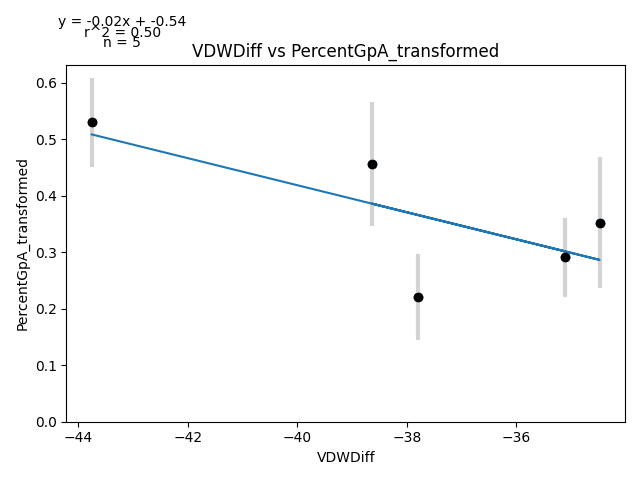 y = -0.02x + -0.54
r^2 = 0.50
n = 5
VDWDiff vs PercentGpA_transformed
PercentGpA_transformed
0.6
0.5
0.4
0.3
0.2
0.1
0.0
−44
−42
−40
−38
−36
VDWDiff